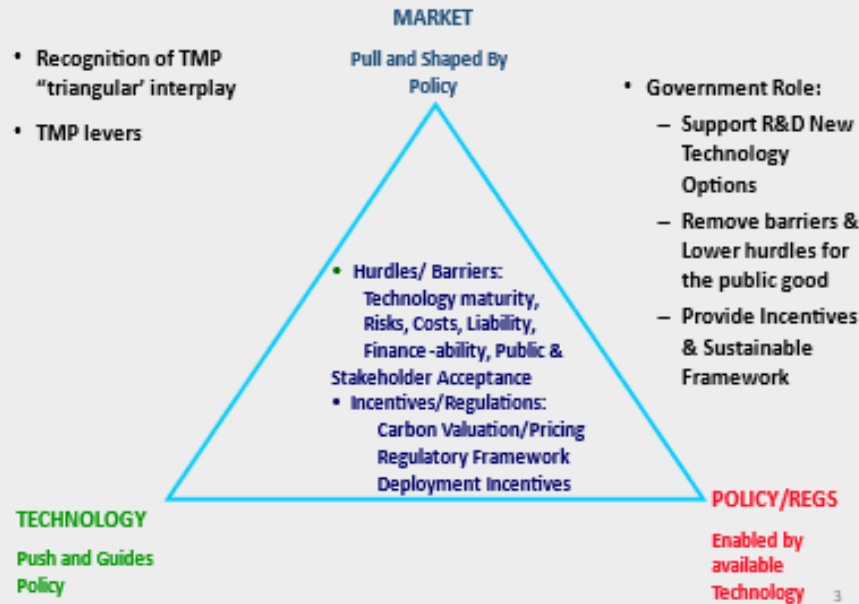 MARKET
Pull and Shaped By
Policy
• Recognition of TMP
“triangular’ interplay
• TMP levers
• Government Role:
– Support R&D New
Technology
Options
– Remove barriers &
Lower hurdles for
the public good
– Provide Incentives
& Sustainable
Framework
• Hurdles/ Barriers:
Technology maturity,
Risks, Costs, Liability,
Finance -ability, Public &
Stakeholder Acceptance
• Incentives/Regulations:
Carbon Valuation/Pricing
Regulatory Framework
Deployment Incentives
TECHNOLOGY
Push and Guides
Policy
POLICY/REGS
Enabled by
available
Technology
3